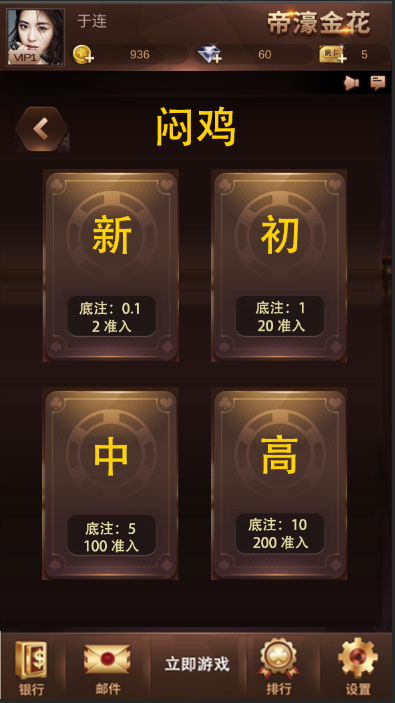 于连
帝濠金花
VIP1
936
60
房卡
5
闷鸡
新
底注：0.1
2 准入
初
底注：1
20 准入
中
底注：5
100 准入
高
底注：10
200 准入
银行
邮件
立即游戏
排行
设置